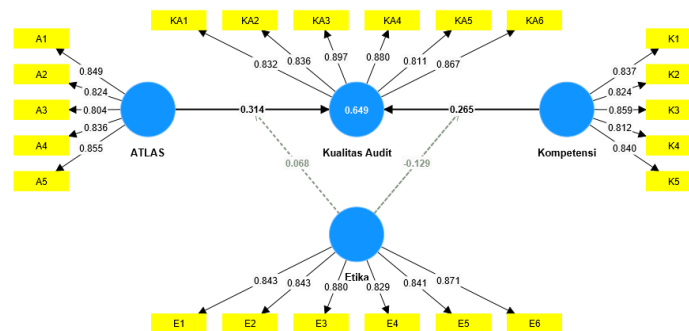 KA1 KA2 KA3 KA4 KA5 KA6
A1 K1
0.832 0.836 0.897 0.880 0.811 0.867
0.849 0.837
A2 K2
0.824 0.824
A3 0.804 0.314 0.649 0.265 0.859 K3
0.836 0.812
A4 K4
0.855 0.840
ATLAS Kualitas Audit Kompetensi
A5 K5
0.068 -0.129
Etika
0.843 0.843 0.880 0.829 0.841 0.871
E1 E2 E3 E4 E5 E6